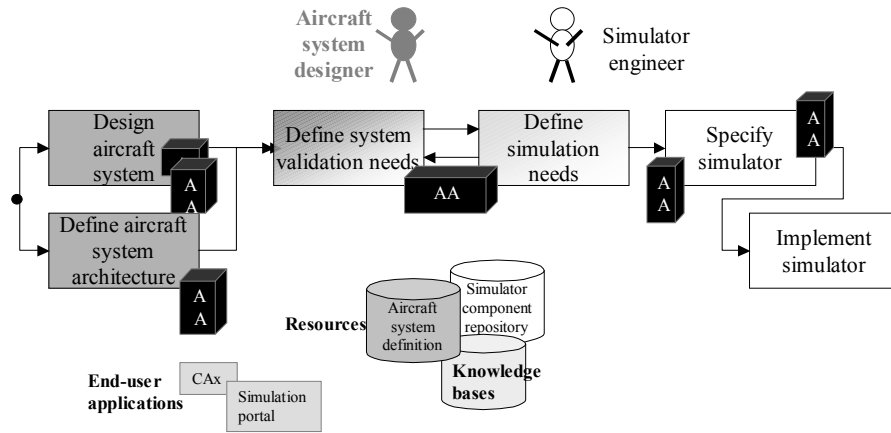 Aircraft
system
designer
Simulator
engineer
Design
aircraft
system
A
A
Define aircraft
system
architecture
A
A
Define system
validation needs
AA
Define
simulation
needs
A
A
Specify
simulator
A
A
Implement
simulator
Resources
Aircraft
system
definition
Simulator
component
repository
Knowledge
bases
End-user
applications
CAx
Simulation
portal